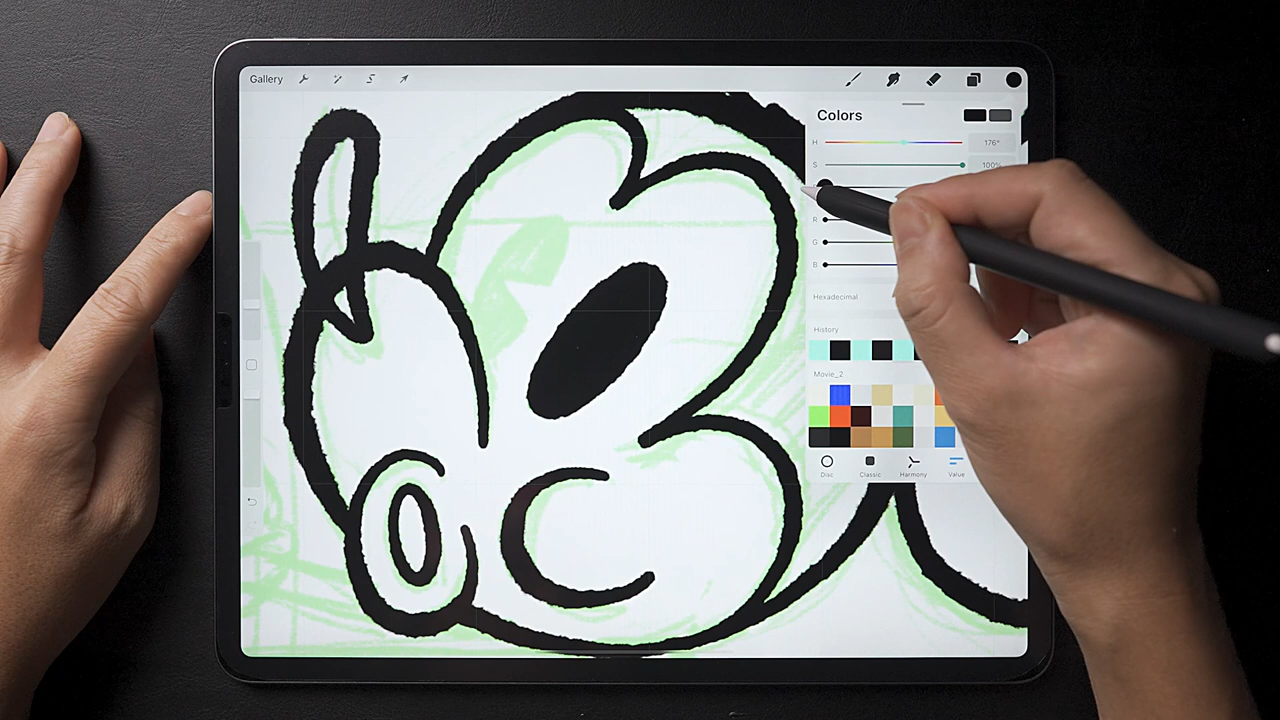 Gallery
Colors
H 176°
S 100%
R
G
B
Hexadecimal
History
Movie_2
Disc Classic Harmony Value